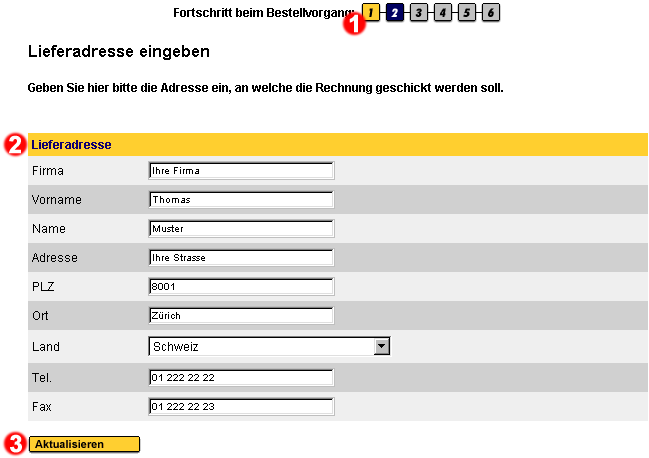 Fortschritt beim Bestellvorgang: 1 2 3 4 5 6
1
Lieferadresse eingeben
Geben Sie hier bitte die Adresse ein, an welche die Rechnung geschickt werden soll.
2 Lieferadresse
Firma Ihre Firma
Vorname Thomas
Name Muster
Adresse Ihre Strasse
PLZ 8001
Ort Zürich
Land Schweiz
Tel. 01 222 22 22
Fax 01 222 22 23
3 Aktualisieren